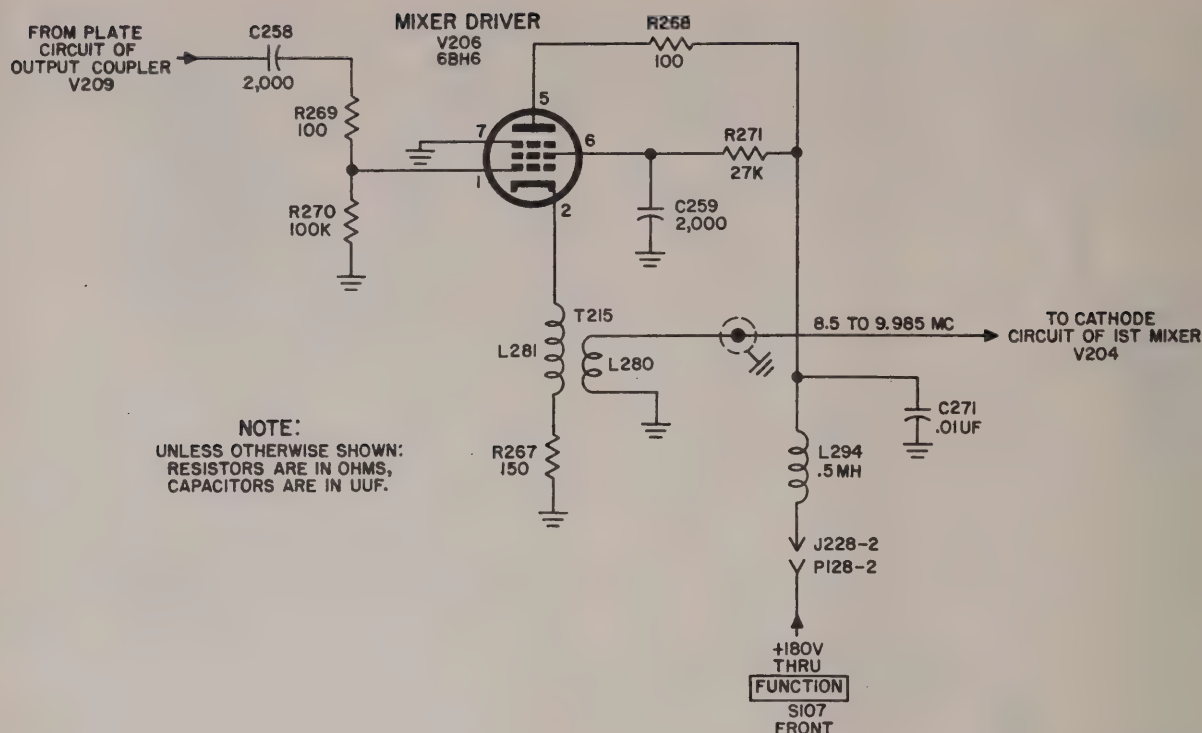 FROM PLATE
CIRCUIT OF
OUTPUT COUPLER
V209
C258
2,000
MIXER DRIVER
V206
6BH6
R268
100
R269
100
R270
100K
5
7
6
1
2
R271
27K
C259
2,000
T215
L281
L280
8.5 TO 9.985 MC
TO CATHODE
CIRCUIT OF 1ST MIXER
V204
R267
150
C271
.01UF
L294
.5MH
NOTE:
UNLESS OTHERWISE SHOWN:
RESISTORS ARE IN OHMS,
CAPACITORS ARE IN UUF.
J228-2
P128-2
+180V
THRU
FUNCTION
S107
FRONT